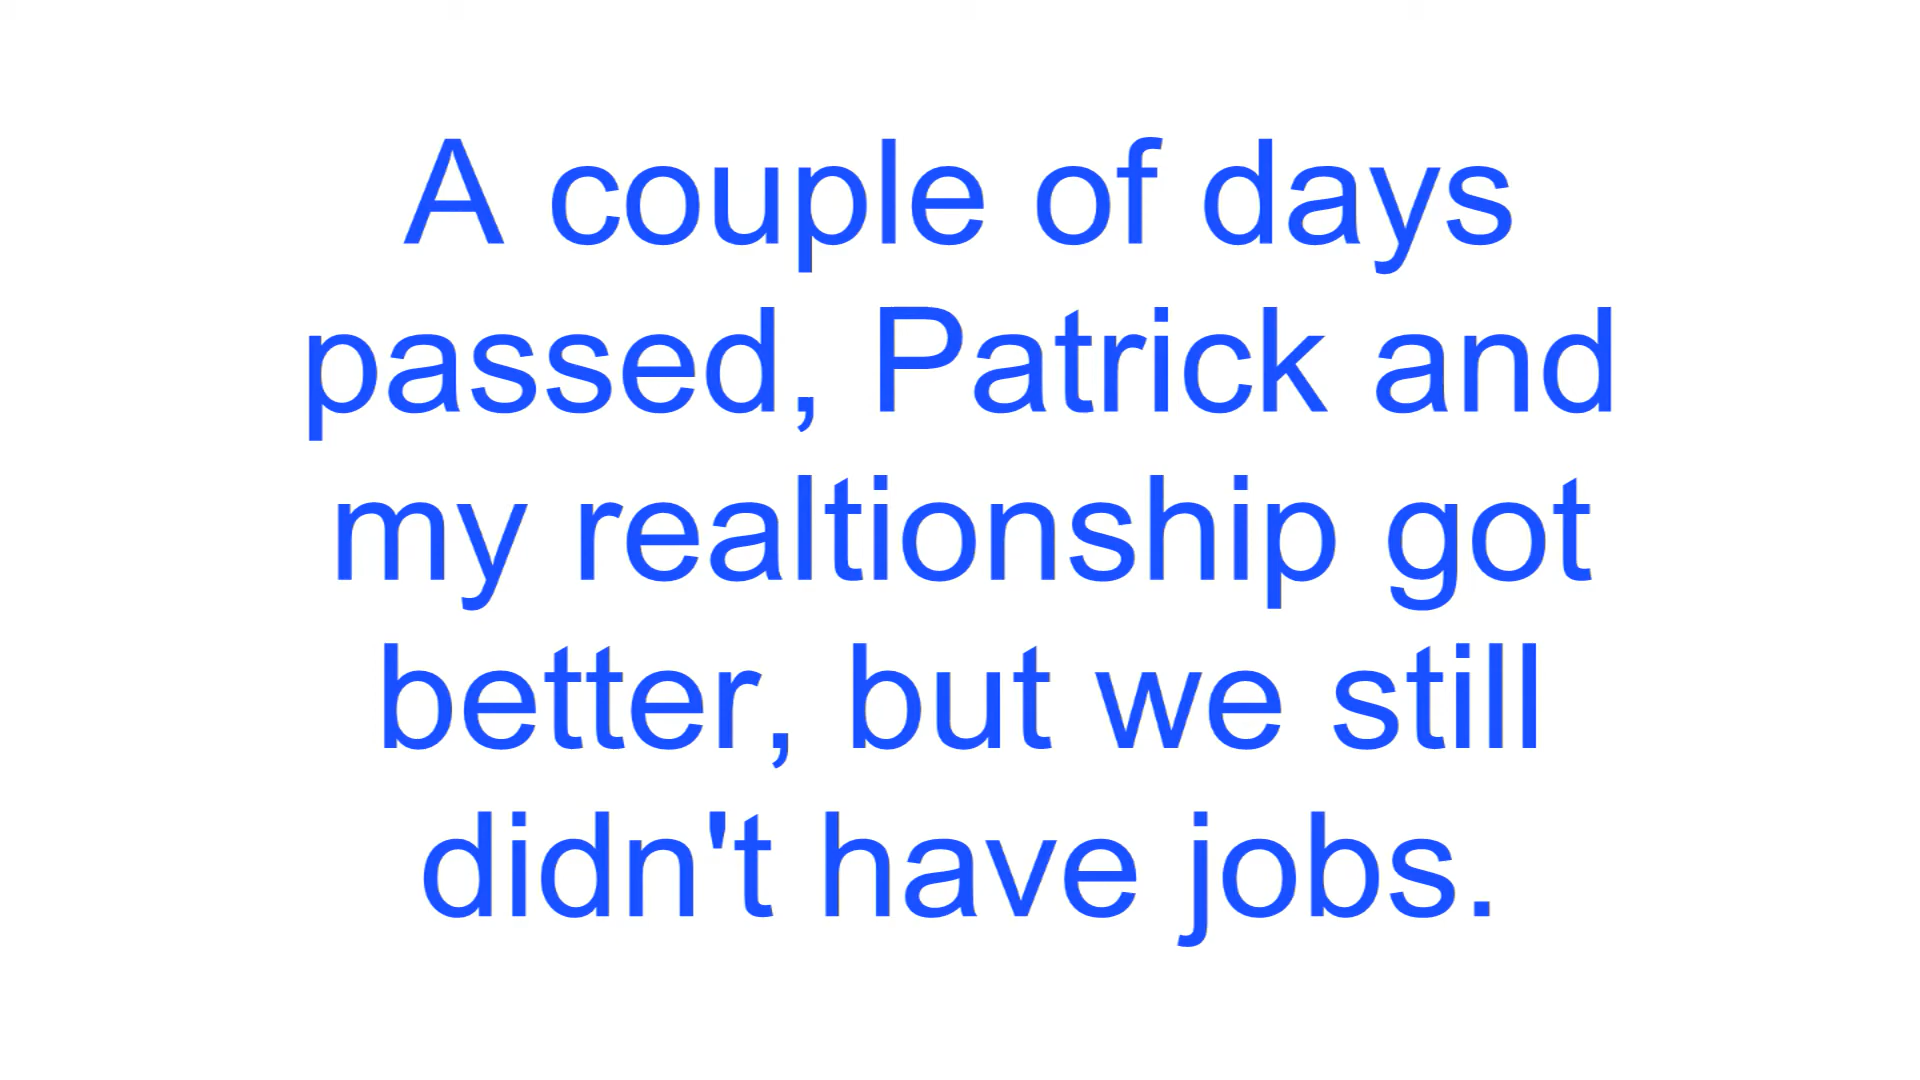 A couple of days
passed, Patrick and
my realtionship got
better, but we still
didn't have jobs.